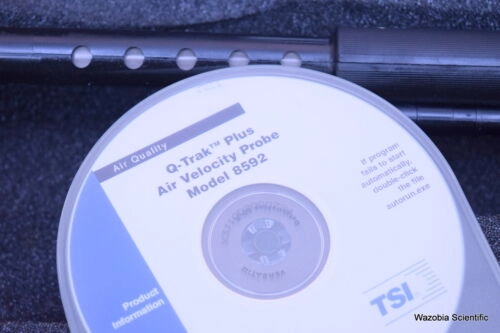 Air Quality
Q-Trak™ Plus
Air Velocity Probe
Model 8592
If program
fails to start
automatically,
double-click
the file
autorun.exe
Product
Information
TSI
Wazobia Scientific